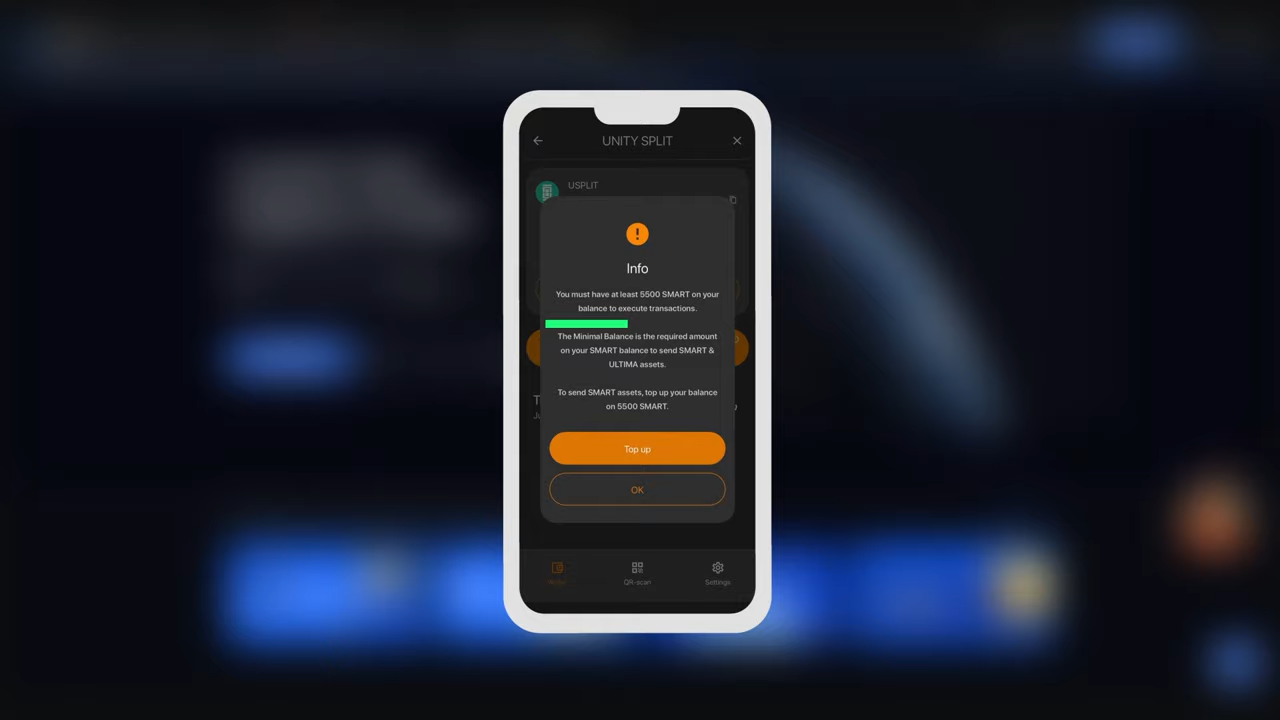 UNITY SPLIT
USPLIT
Info
You must have at least 5500 SMART on your
balance to execute transactions.
The Minimal Balance is the required amount
on your SMART balance to send SMART &
ULTIMA assets.
To send SMART assets, top up your balance
on 5500 SMART.
Top up
OK
QR-scan
Settings